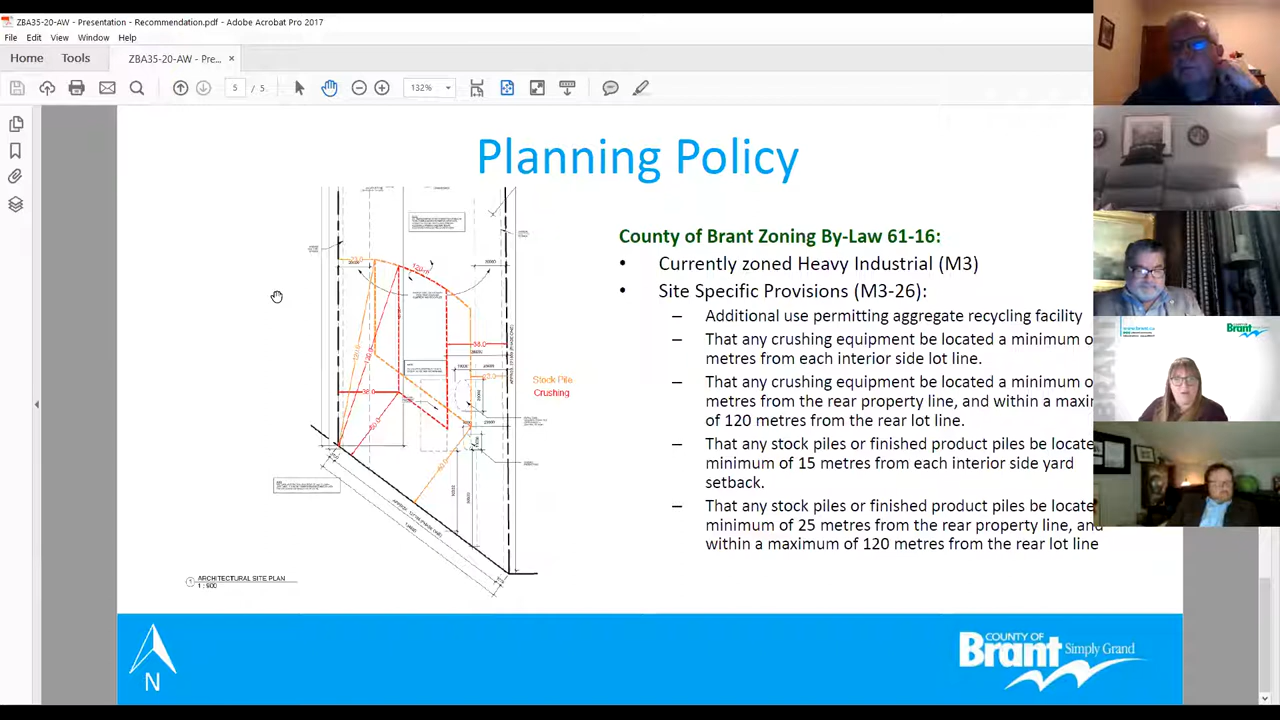 ZBA35-20-AW - Presentation - Recommendation.pdf - Adobe Acrobat Pro 2017
File Edit View Window Help
Home Tools ZBA35-20-AW - Pre... ×
5 / 5 132%
Planning Policy
County of Brant Zoning By-Law 61-16:
• Currently zoned Heavy Industrial (M3)
• Site Specific Provisions (M3-26):
– Additional use permitting aggregate recycling facility
– That any crushing equipment be located a minimum o
metres from each interior side lot line.
– That any crushing equipment be located a minimum o
metres from the rear property line, and within a maxi
of 120 metres from the rear lot line.
– That any stock piles or finished product piles be locate
minimum of 15 metres from each interior side yard
setback.
– That any stock piles or finished product piles be locate
minimum of 25 metres from the rear property line, and
within a maximum of 120 metres from the rear lot line
Stock Pile
Crushing
ARCHITECTURAL SITE PLAN
1 : 900
N
COUNTY OF
Brant Simply Grand
www.brant.ca
Brant